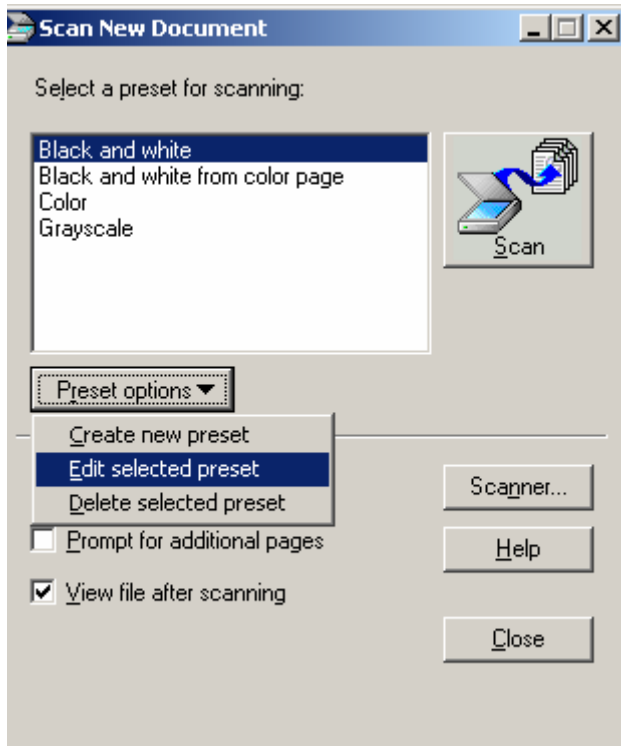 Scan New Document
Select a preset for scanning:
Black and white
Black and white from color page
Color
Grayscale
Scan
Preset options
Create new preset
Edit selected preset
Delete selected preset
Scanner...
Prompt for additional pages
Help
View file after scanning
Close